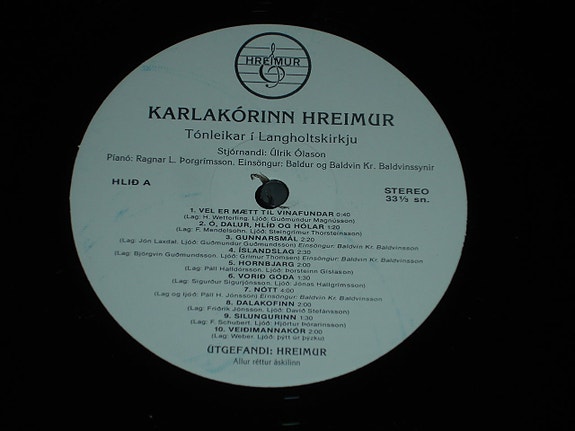 HREIMUR
KARLAKÓRINN HREIMUR
Tónleikar í Langholtskirkju
Stjórnandi: Úlrik Ólason
Píanó: Ragnar L. Þorgrímsson. Einsöngur: Baldur og Baldvin Kr. Baldvinssynir
HLIÐ A
STEREO
33⅓ sn.
1. VEL ER MÆTT TIL VINAFUNDAR 0:40
(Lag: H. Wetterling. Ljóð: Guðmundur Magnússon)
2. Ó, DALUR, HLÍÐ OG HÓLAR 1:20
(Lag: F. Mendelsohn. Ljóð: Steingrímur Thorsteinsson)
3. GUNNARSMÁL 2:20
(Lag: Jón Laxdal. Ljóð: Guðmundur Guðmundsson) Einsöngur: Baldvin Kr. Baldvinsson
4. ÍSLANDSLAG 2:30
(Lag: Björgvin Guðmundsson. Ljóð: Grímur Thomsen) Einsöngur: Baldvin Kr. Baldvinsson
5. HORNBJARG 2:00
(Lag: Páll Halldórsson. Ljóð: Þorsteinn Gíslason)
6. VORIÐ GÓÐA 1:30
(Lag: Sigurður Sigurjónsson. Ljóð: Jónas Hallgrímsson)
7. NÓTT 4:00
(Lag og ljóð: Páll H. Jónsson) Einsöngur: Baldvin Kr. Baldvinsson
8. DALAKOFINN 2:00
(Lag: Friðrik Jónsson. Ljóð: Davíð Stefánsson)
9. SILUNGURINN 1:30
(Lag: F. Schubert. Ljóð: Hjörtur Þórarinsson)
10. VEIÐIMANNAKÓR 2:00
(Lag: Weber. Ljóð: þýtt úr þýzku)
ÚTGEFANDI: HREIMUR
Allur réttur áskilinn